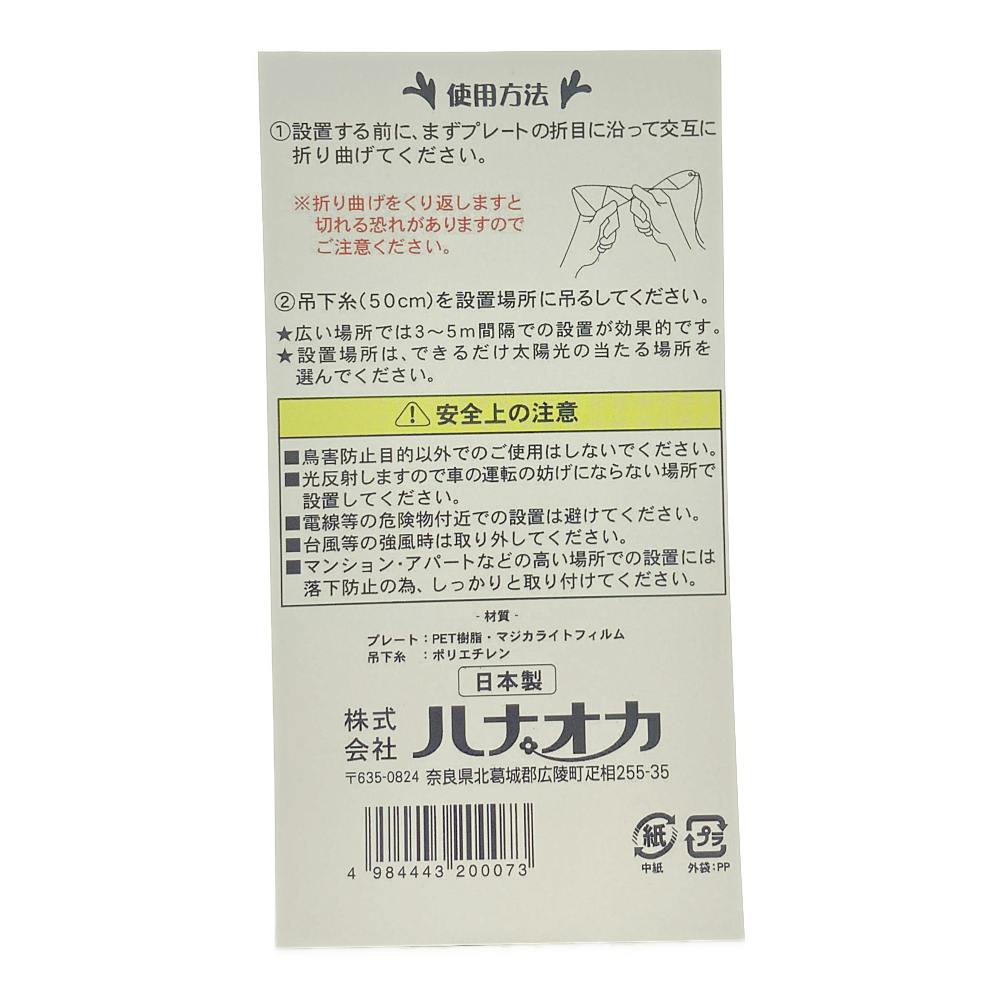 使用方法
①設置する前に、まずプレートの折目に沿って交互に
折り曲げてください。
※折り曲げをくり返しますと
切れる恐れがありますので
ご注意ください。
②吊下糸(50cm)を設置場所に吊るしてください。
★広い場所では3〜5m間隔での設置が効果的です。
★設置場所は、できるだけ太陽光の当たる場所を
選んでください。
安全上の注意
■鳥害防止目的以外でのご使用はしないでください。
■光反射しますので車の運転の妨げにならない場所で
設置してください。
■電線等の危険物付近での設置は避けてください。
■台風等の強風時は取り外してください。
■マンション・アパートなどの高い場所での設置には
落下防止の為、しっかりと取り付けてください。
- 材質 -
プレート：PET樹脂・マジカライトフィルム
吊下糸 ：ポリエチレン
日本製
株式会社 ハナオカ
〒635-0824 奈良県北葛城郡広陵町疋相255-35
4 984443 200073
紙
中紙
プラ
外袋：PP